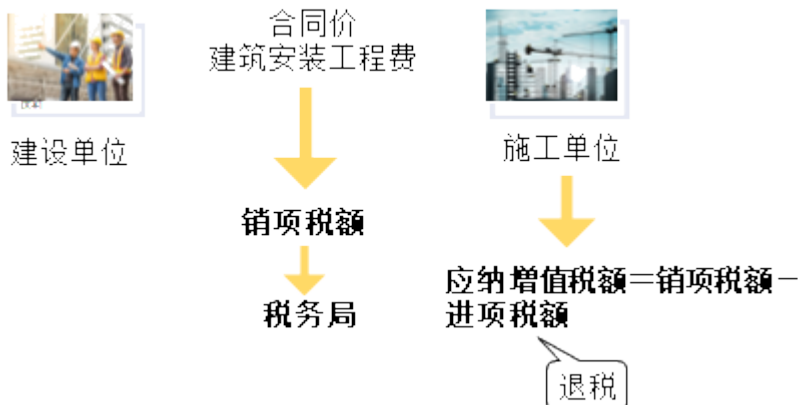 合同价
建筑安装工程费
建设单位
施工单位
销项税额
税务局
应纳增值税额＝销项税额－
进项税额
退税